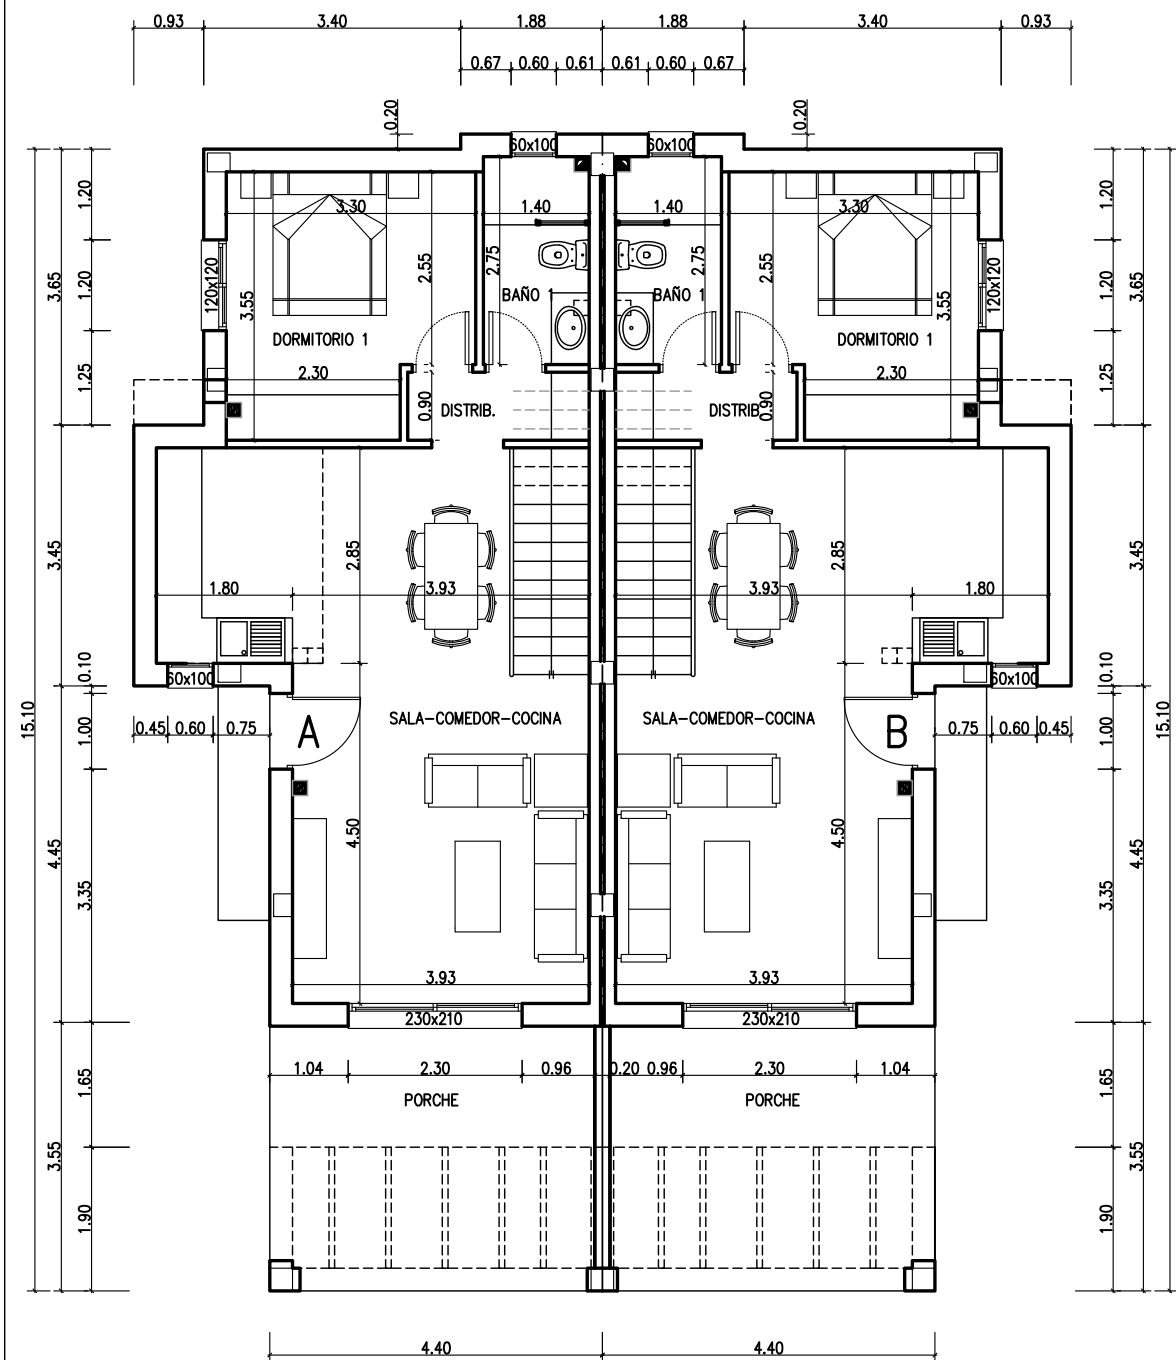 0.93 3.40 1.88 1.88 3.40 0.93
0.67 0.60 0.61 0.61 0.60 0.67
0.20 0.20
60x100 60x100
1.20 1.20
3.30 1.40 1.40 3.30
2.55 2.75 2.75 2.55
3.65 1.20 120x120 3.55 3.55 120x120 1.20 3.65
BAÑO 1 BAÑO 1
DORMITORIO 1 DORMITORIO 1
1.25 2.30 2.30 1.25
0.90 DISTRIB. DISTRIB. 0.90
3.45 2.85 2.85 3.45
1.80 3.93 3.93 1.80
0.10 60x100 60x100 0.10
15.10 15.10
SALA-COMEDOR-COCINA SALA-COMEDOR-COCINA
0.45 0.60 0.75 0.75 0.60 0.45
1.00 A B 1.00
4.50 4.50
4.45 3.35 3.35 4.45
3.93 3.93
230x210 230x210
1.04 2.30 0.96 0.20 0.96 2.30 1.04
1.65 1.65
PORCHE PORCHE
3.55 3.55
1.90 1.90
4.40 4.40